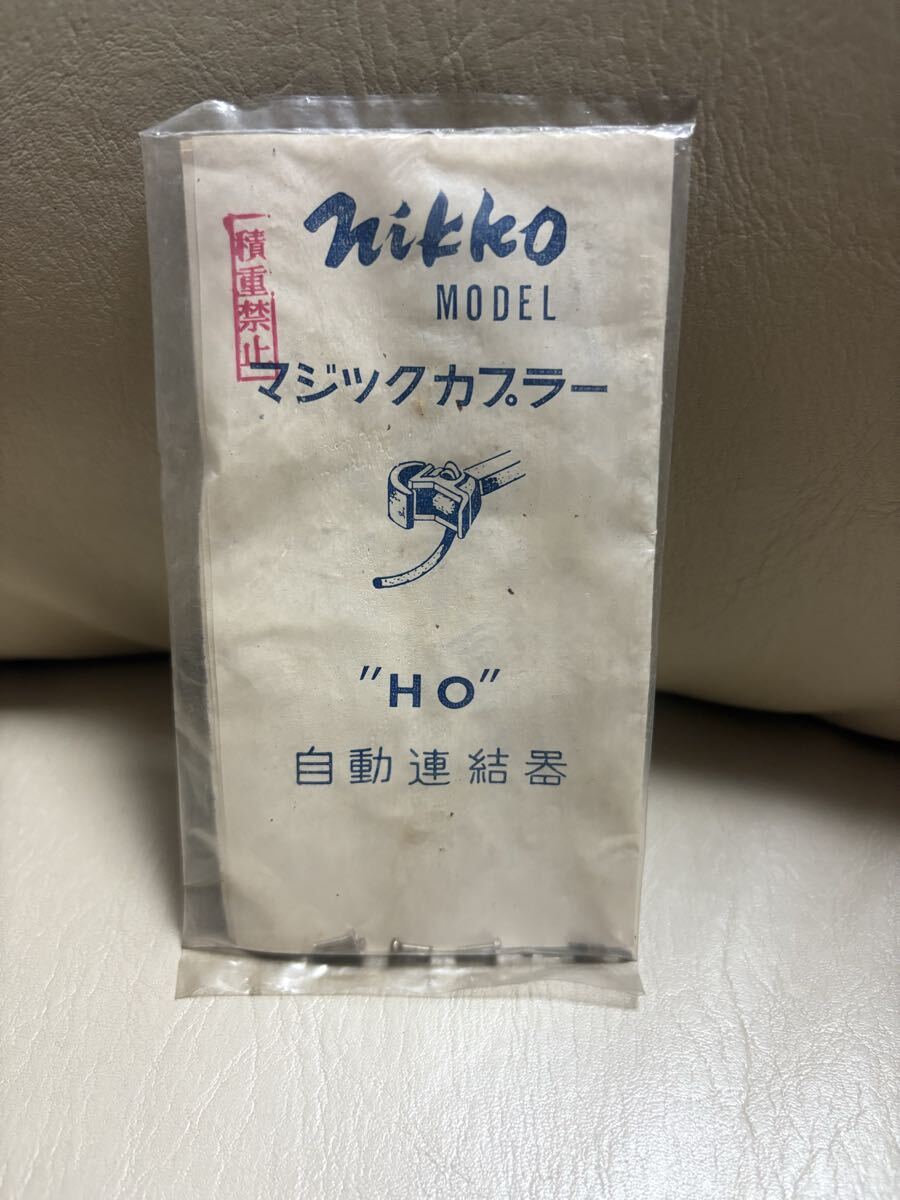 nikko
MODEL
積重禁止
マジックカプラー
"HO"
自動連結器